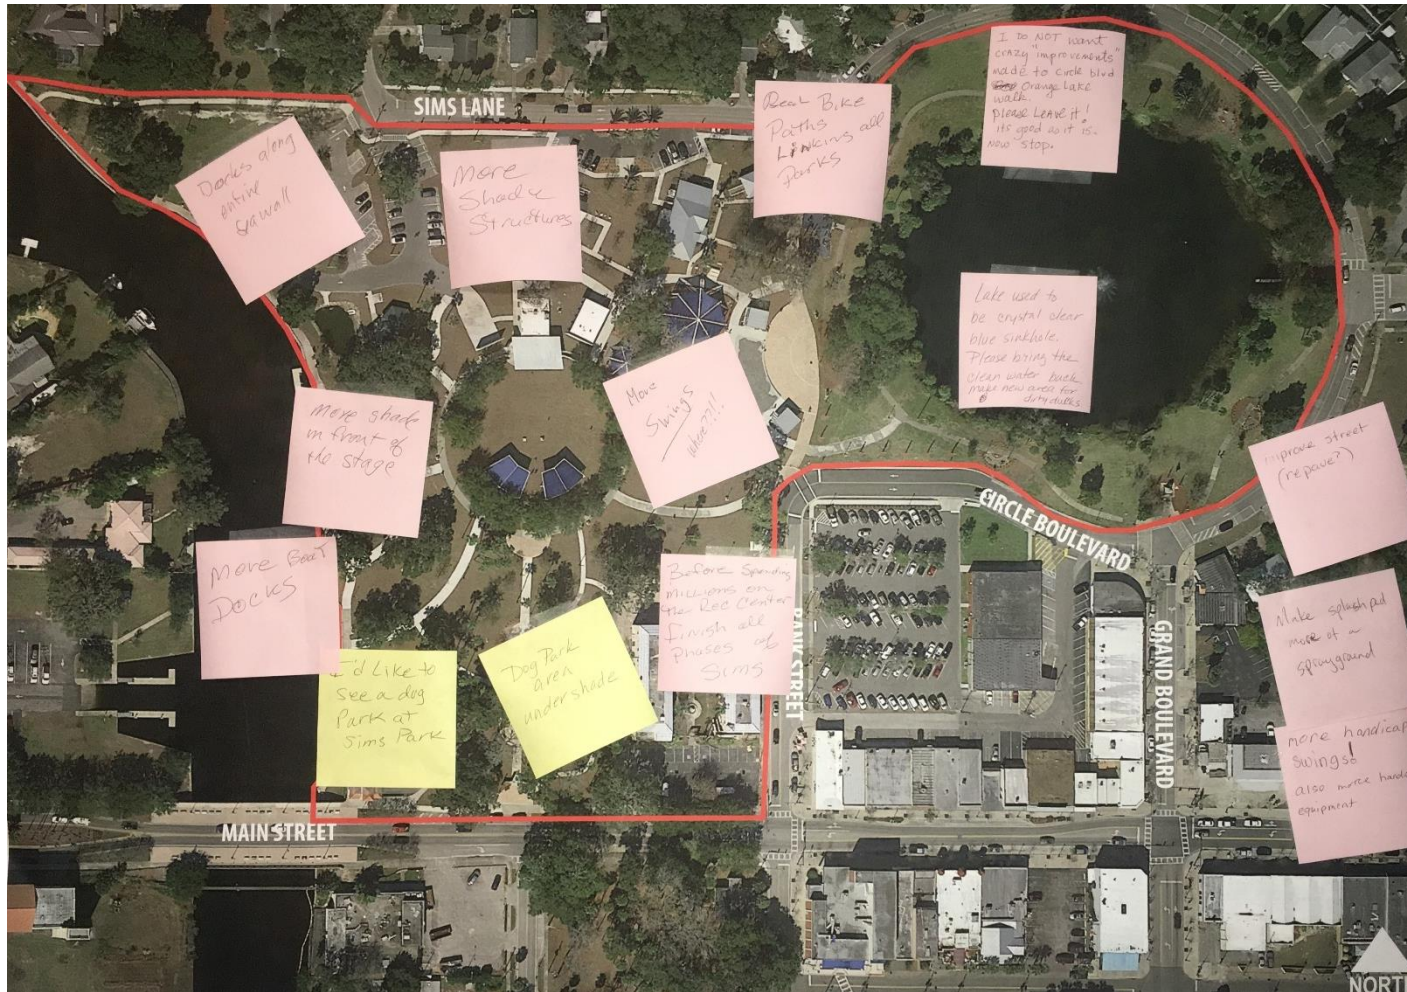 SIMS LANE
I DO NOT want
crazy "improvements"
made to circle blvd
Orange Lake
walk.
please LEAVE it!
its good as it is.
NOW stop.
Real Bike
Paths
Linking all
Parks
Docks along
entire
seawall
More
Shade
Structures
Lake used to
be crystal clear
blue sinkhole.
Please bring the
clean water back.
make new area for
dirty ducks
More
Swings
where??!!
more shade
in front of
the stage
improve street
(repave?)
CIRCLE BOULEVARD
More Boat
Docks
Before Spending
millions on
the Rec Center
finish all
Phases of
Sims
BANK STREET
GRAND BOULEVARD
Make splashpad
more of a
sprayground
I'd Like to
See a dog
Park at
Sims Park
Dog Park
area
under shade
more handicap
swings!
also more
equipment
MAIN STREET
NORTH